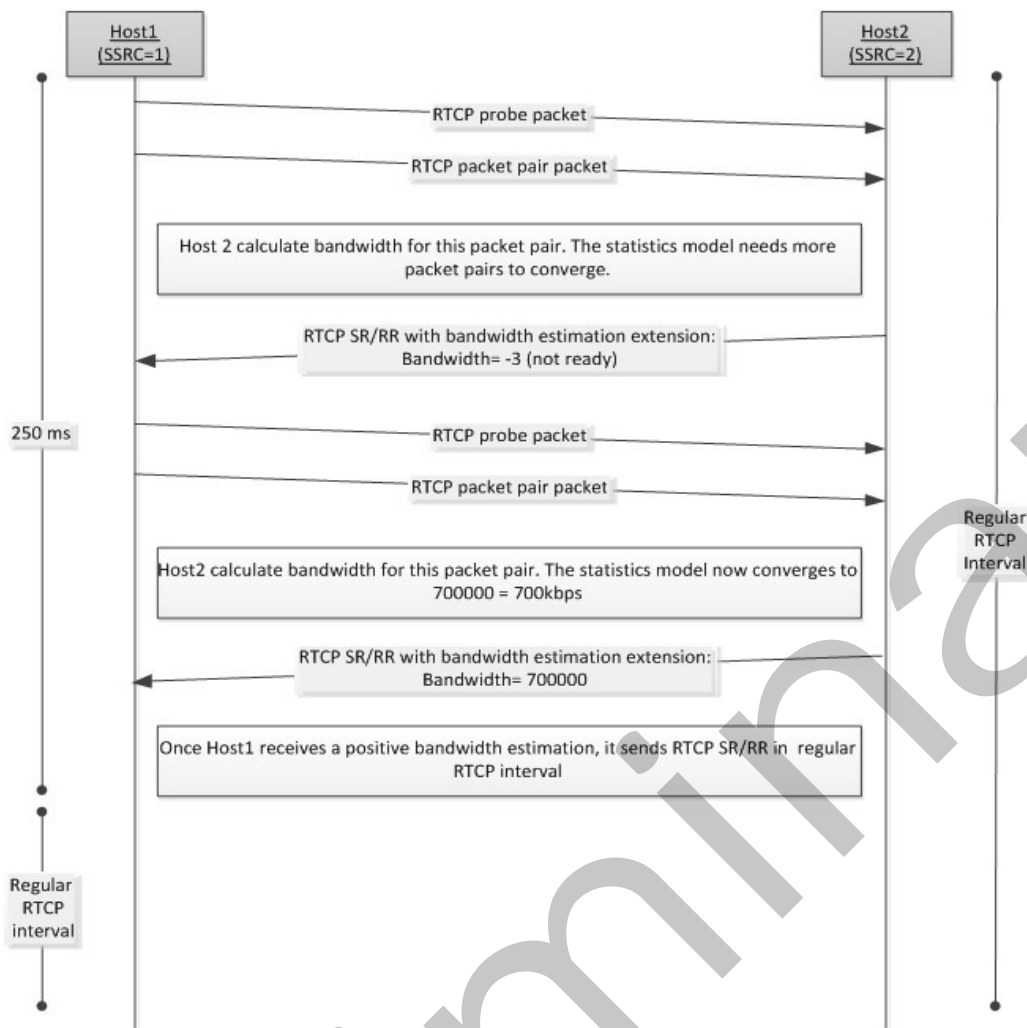 Host1
(SSRC=1)
Host2
(SSRC=2)
RTCP probe packet
RTCP packet pair packet
Host 2 calculate bandwidth for this packet pair. The statistics model needs more
packet pairs to converge.
RTCP SR/RR with bandwidth estimation extension:
Bandwidth= -3 (not ready)
250 ms
RTCP probe packet
RTCP packet pair packet
Regular
RTCP
Interval
Host2 calculate bandwidth for this packet pair. The statistics model now converges to
700000 = 700kbps
RTCP SR/RR with bandwidth estimation extension:
Bandwidth= 700000
Once Host1 receives a positive bandwidth estimation, it sends RTCP SR/RR in regular
RTCP interval
Regular
RTCP
interval